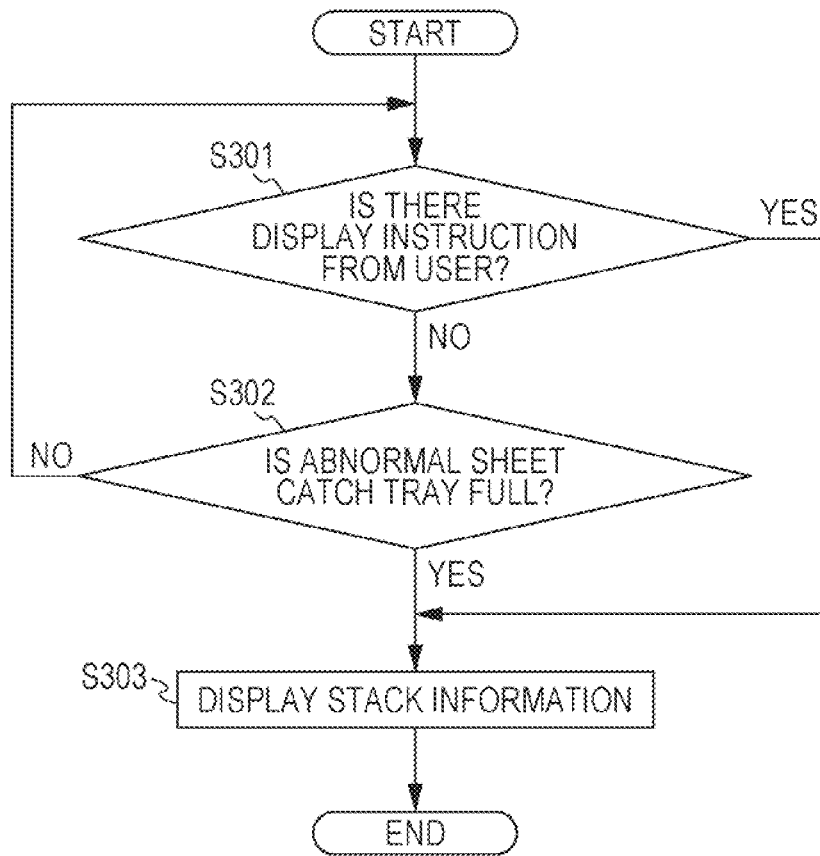 START
S301
IS THERE
DISPLAY INSTRUCTION
FROM USER?
YES
NO
S302
NO
IS ABNORMAL SHEET
CATCH TRAY FULL?
YES
S303
DISPLAY STACK INFORMATION
END